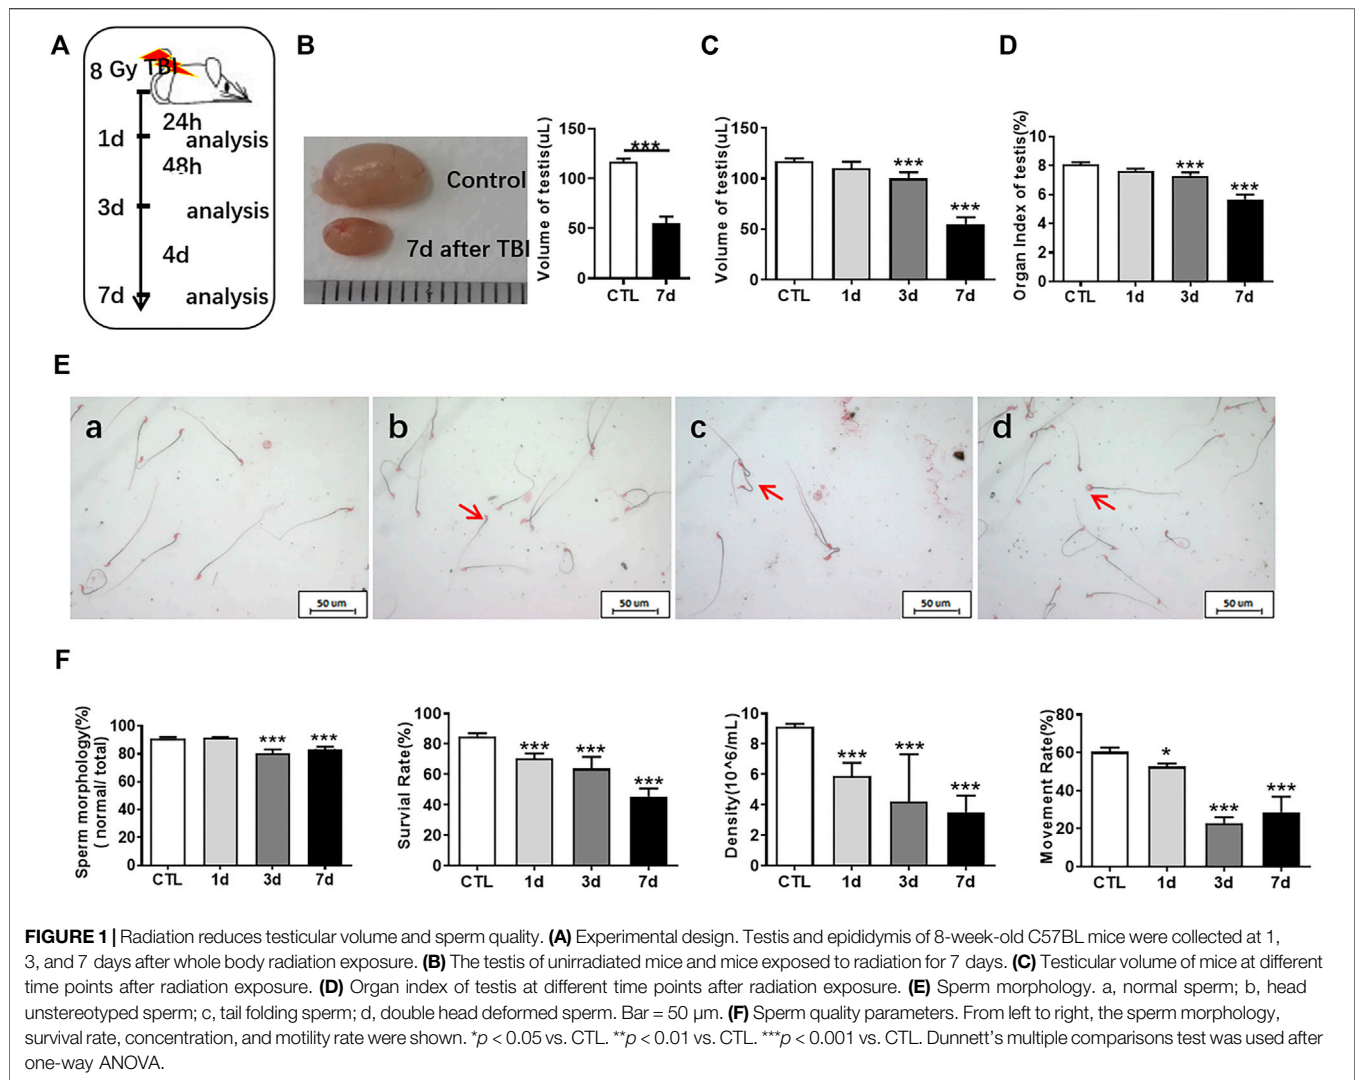 A
8 Gy TBI
24h
1d
analysis
48h
3d
analysis
4d
7d
analysis
B
Control
7d after TBI
Volume of testis(uL)
150
100
50
0
***
CTL 7d
C
Volume of testis(uL)
150
100
50
0
***
***
CTL 1d 3d 7d
D
Organ Index of testis(%)
10
8
6
4
2
0
***
***
CTL 1d 3d 7d
E
a
50 um
b
50 um
c
50 um
d
50 um
F
Sperm morphology(%)
( normal/ total)
100
80
60
40
20
0
***
***
CTL 1d 3d 7d
Survial Rate(%)
100
80
60
40
20
0
***
***
***
CTL 1d 3d 7d
Density(10^6/mL)
10
8
6
4
2
0
***
***
***
CTL 1d 3d 7d
Movement Rate(%)
80
60
40
20
0
*
***
***
CTL 1d 3d 7d
FIGURE 1 | Radiation reduces testicular volume and sperm quality. (A) Experimental design. Testis and epididymis of 8-week-old C57BL mice were collected at 1,
3, and 7 days after whole body radiation exposure. (B) The testis of unirradiated mice and mice exposed to radiation for 7 days. (C) Testicular volume of mice at different
time points after radiation exposure. (D) Organ index of testis at different time points after radiation exposure. (E) Sperm morphology. a, normal sperm; b, head
unstereotyped sperm; c, tail folding sperm; d, double head deformed sperm. Bar = 50 µm. (F) Sperm quality parameters. From left to right, the sperm morphology,
survival rate, concentration, and motility rate were shown. *p < 0.05 vs. CTL. **p < 0.01 vs. CTL. ***p < 0.001 vs. CTL. Dunnett's multiple comparisons test was used after
one-way ANOVA.